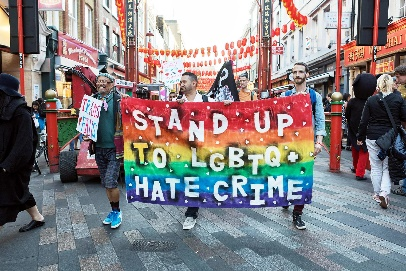 STAND UP
TO LGBTQ+
HATE CRIME